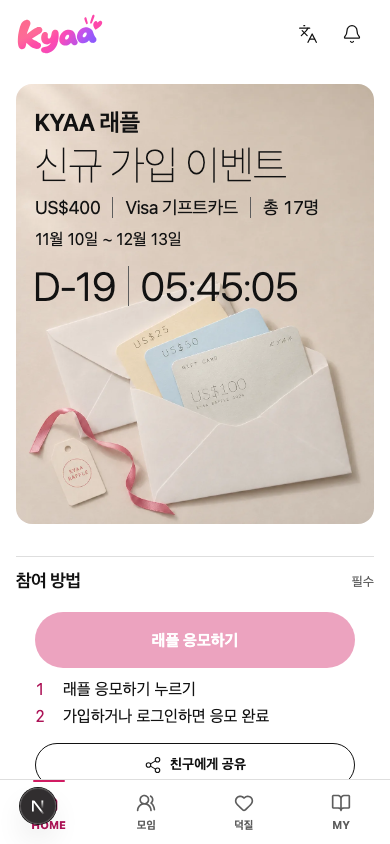 kyaa
KYAA 래플
신규 가입 이벤트
US$400 | Visa 기프트카드 | 총 17명
11월 10일 ~ 12월 13일
D-19 | 05:45:05
US$25
US$50
GIFT CARD kyaa
US$100
KYAA
RAFFLE
참여 방법 필수
래플 응모하기
1 래플 응모하기 누르기
2 가입하거나 로그인하면 응모 완료
친구에게 공유
N
HOME 모임 덕질 MY